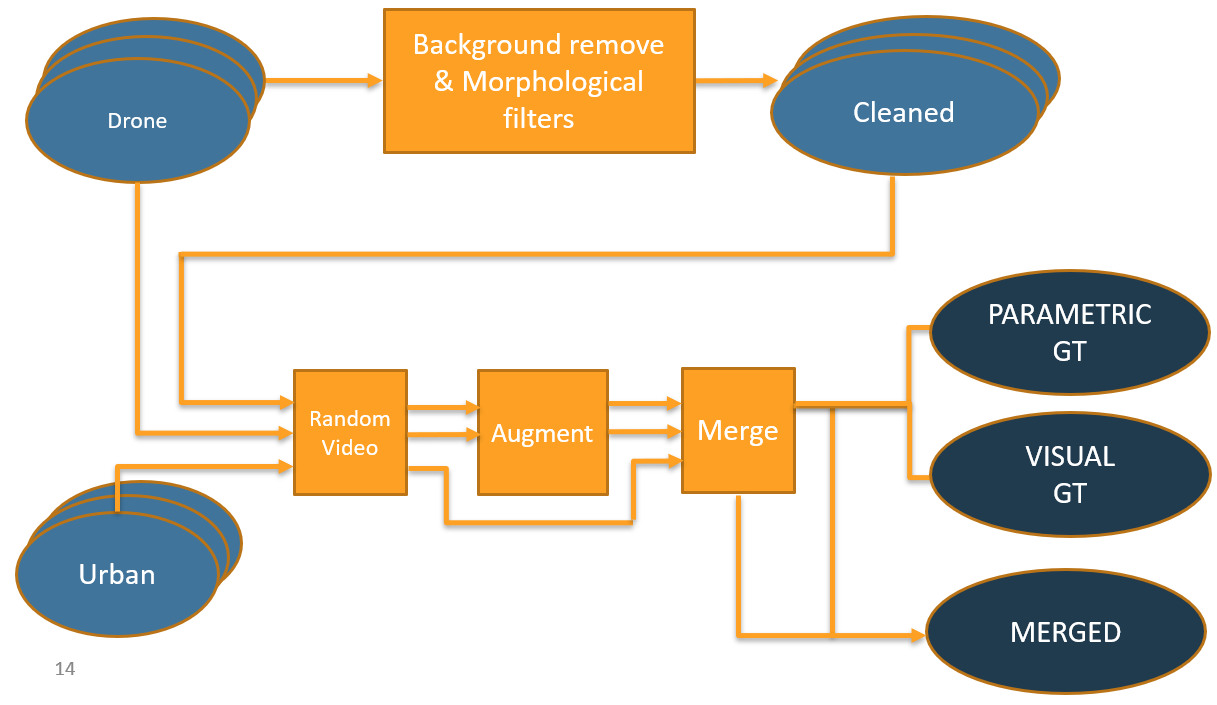 Drone
Background remove
& Morphological
filters
Cleaned
PARAMETRIC
GT
Random
Video
Augment
Merge
VISUAL
GT
Urban
MERGED
14